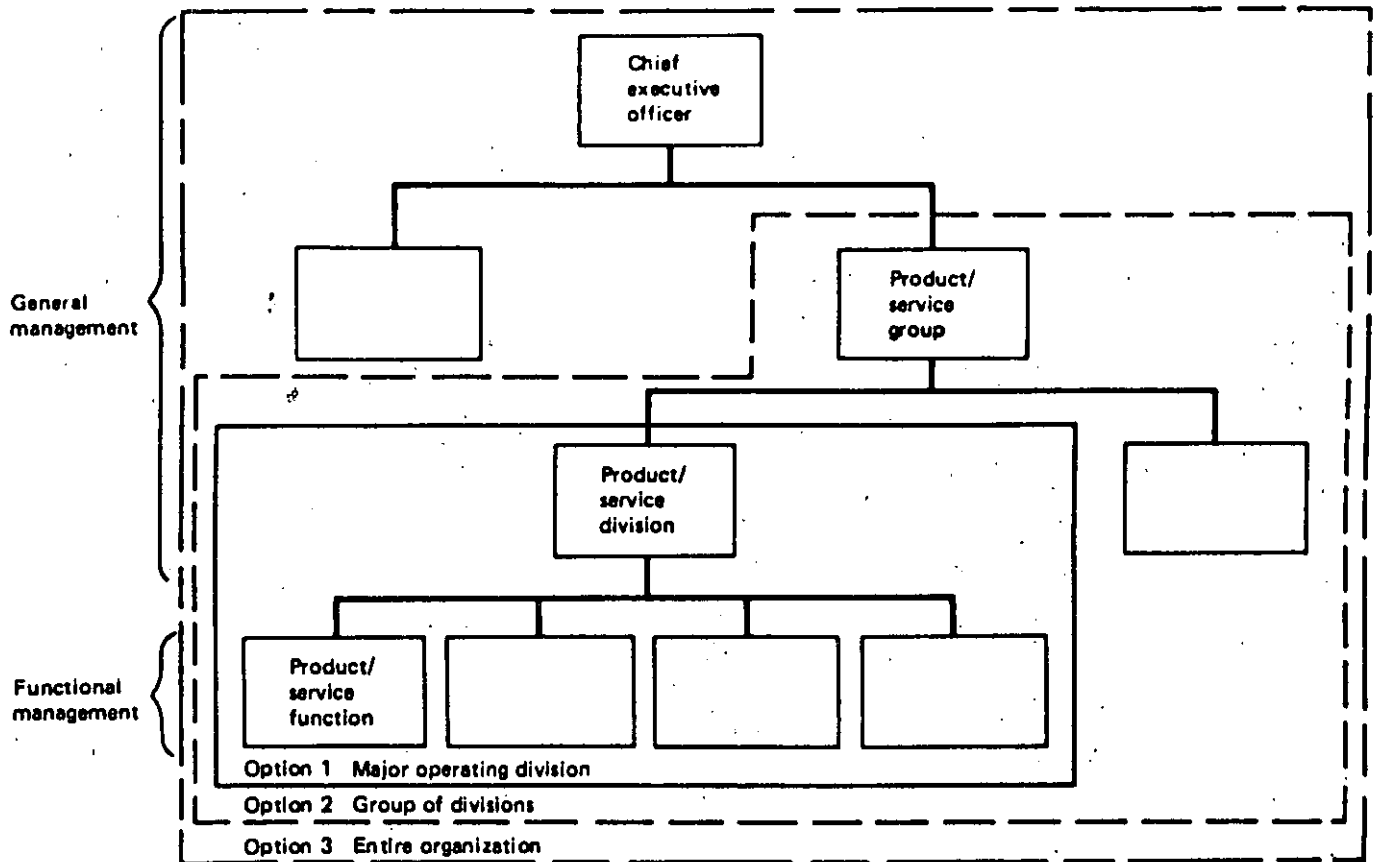 Chief
executive
officer
Product/
service
group
General
management
Product/
service
division
Product/
service
function
Functional
management
Option 1 Major operating division
Option 2 Group of divisions
Option 3 Entire organization